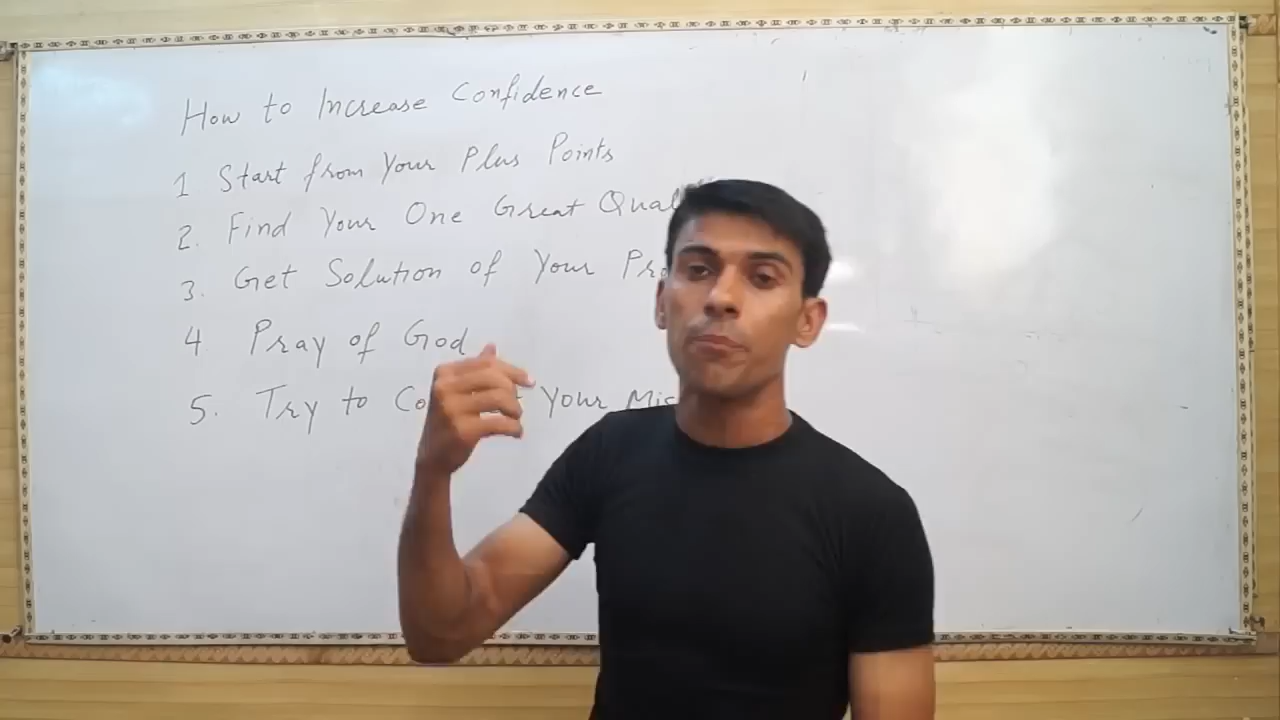 How to Increase Confidence
1 Start from Your Plus Points
2. Find Your One Great
3. Get Solution of Your
4 Pray of God
5. Try to Your